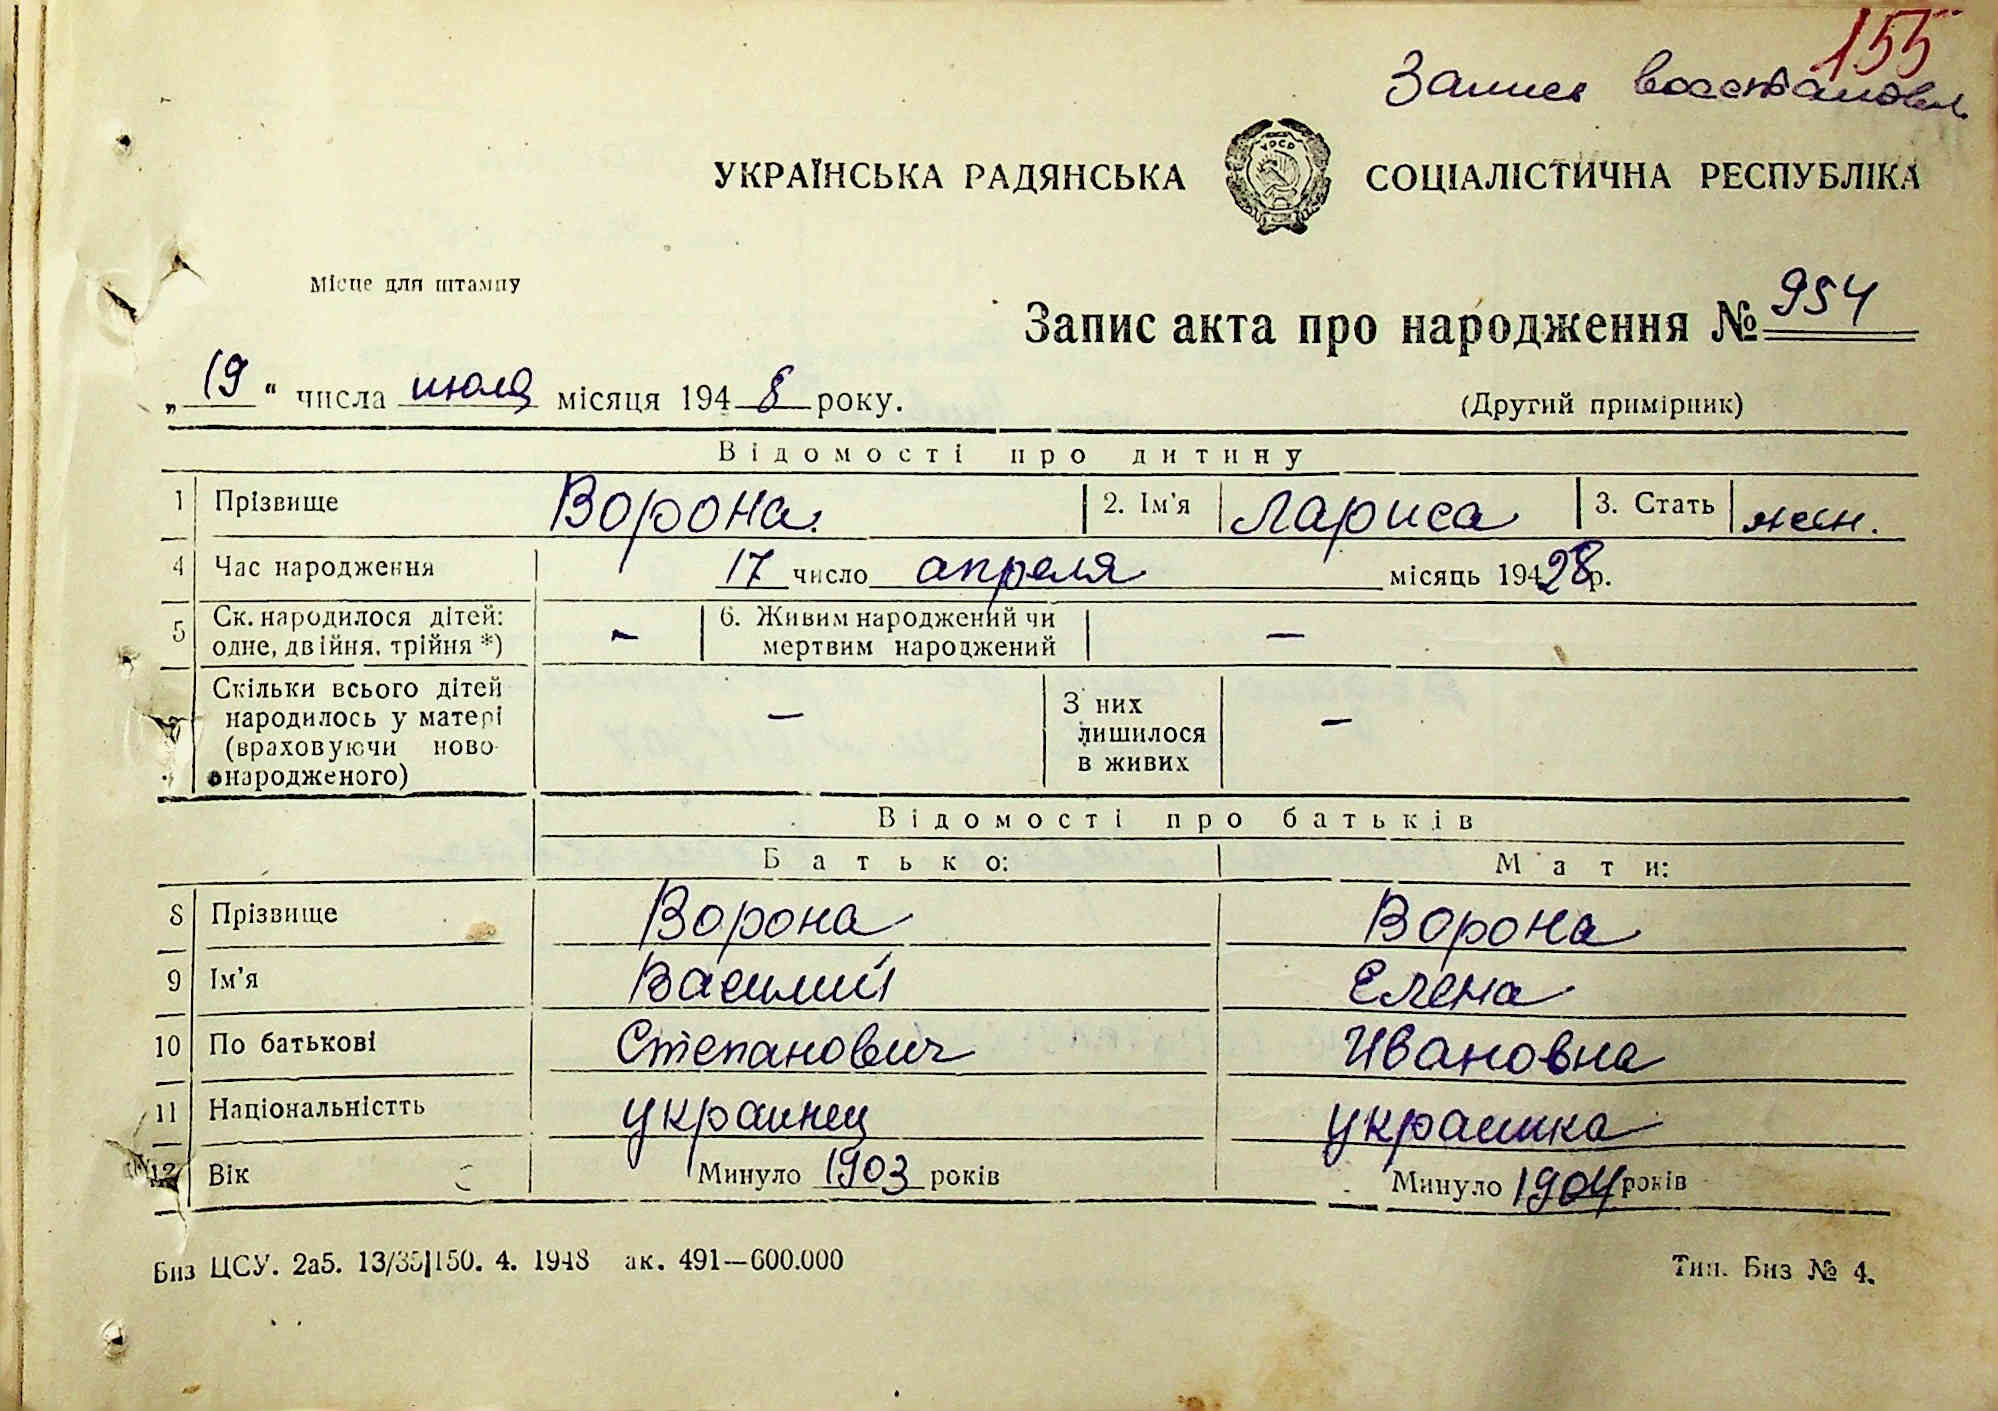 155
Запись восстановл.
УКРАЇНСЬКА РАДЯНСЬКА СОЦІАЛІСТИЧНА РЕСПУБЛІКА
УРСР
Місце для штампу
Запис акта про народження № 954
„19“ числа июля місяця 1948 року.
(Другий примірник)
Відомості про дитину
1 Прізвище Ворона. 2. Ім'я Лариса 3. Стать жен.
4 Час народження 17 число апреля місяць 19428р.
5 Ск. народилося дітей: одне, двійня, трійня *) – 6. Живим народжений чи мертвим народжений –
Скільки всього дітей народилось у матері (враховуючи ново- народженого) – З них лишилося в живих –
Відомості про батьків
Батько: Мати:
8 Прізвище Ворона Ворона
9 Ім'я Василий Елена
10 По батькові Степанович Ивановна
11 Національністть украинец украинка
12 Вік Минуло 1903 років Минуло 1904 років
Биз ЦСУ. 2а5. 13/35|150. 4. 1948 ак. 491—600.000
Тип. Биз № 4.